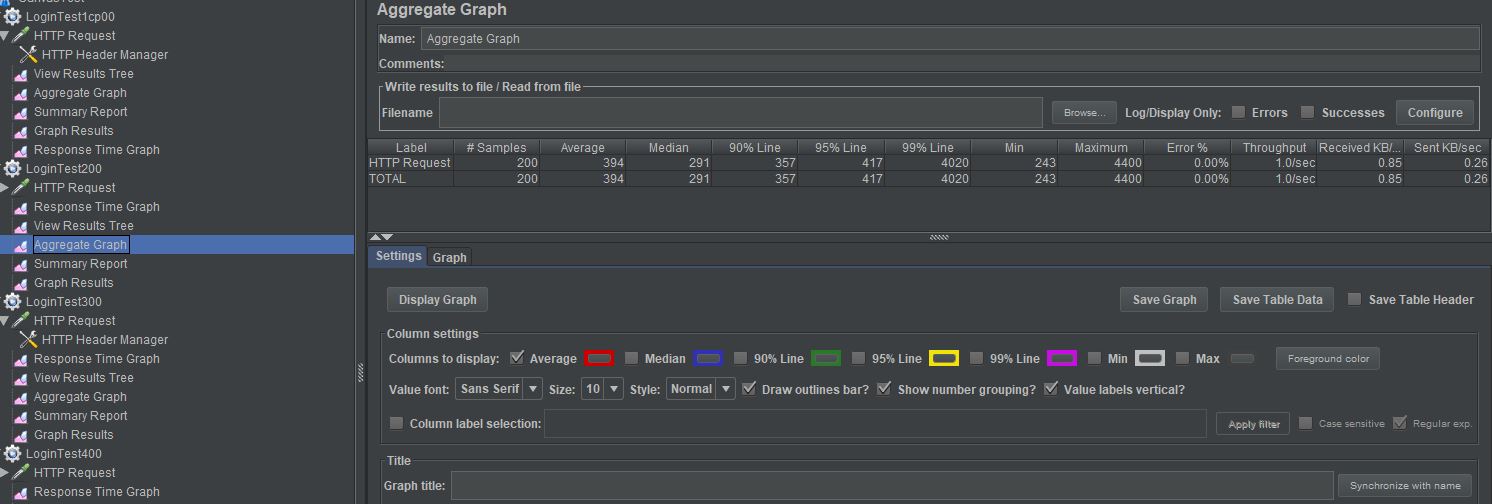 LoginTest1cp00
HTTP Request
HTTP Header Manager
View Results Tree
Aggregate Graph
Summary Report
Graph Results
Response Time Graph
LoginTest200
HTTP Request
Response Time Graph
View Results Tree
Aggregate Graph
Summary Report
Graph Results
LoginTest300
HTTP Request
HTTP Header Manager
Response Time Graph
View Results Tree
Aggregate Graph
Summary Report
Graph Results
LoginTest400
HTTP Request
Response Time Graph
Aggregate Graph
Name: Aggregate Graph
Comments:
Write results to file / Read from file
Filename Browse... Log/Display Only: Errors Successes Configure
Label # Samples Average Median 90% Line 95% Line 99% Line Min Maximum Error % Throughput Received KB/... Sent KB/sec
HTTP Request 200 394 291 357 417 4020 243 4400 0.00% 1.0/sec 0.85 0.26
TOTAL 200 394 291 357 417 4020 243 4400 0.00% 1.0/sec 0.85 0.26
Settings Graph
Display Graph Save Graph Save Table Data Save Table Header
Column settings
Columns to display: Average Median 90% Line 95% Line 99% Line Min Max Foreground color
Value font: Sans Serif Size: 10 Style: Normal Draw outlines bar? Show number grouping? Value labels vertical?
Column label selection: Apply filter Case sensitive Regular exp.
Title
Graph title: Synchronize with name